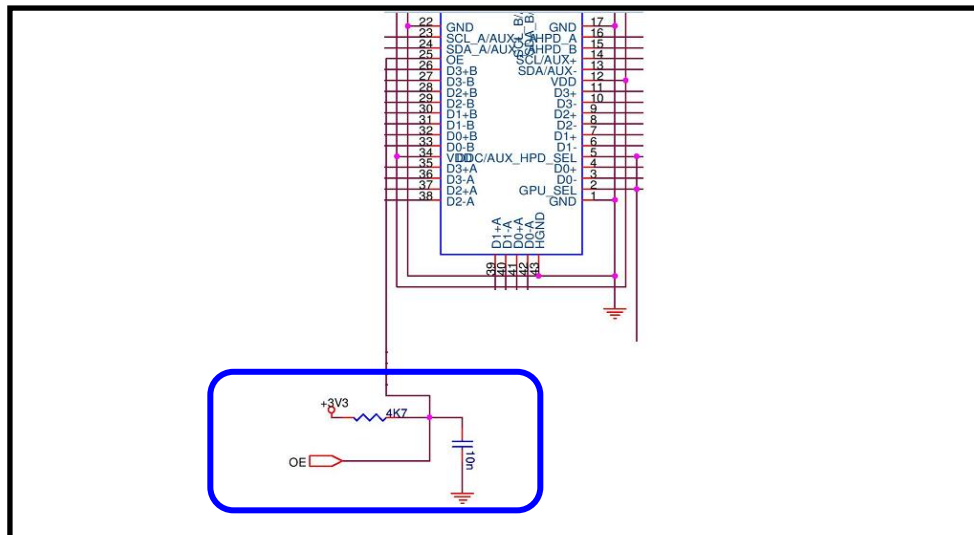 22 GND
23 SCL_A/AUX+_A
24 SDA_A/AUX-_A
25 OE
26 D3+B
27 D3-B
28 D2+B
29 D2-B
30 D1+B
31 D1-B
32 D0+B
33 D0-B
34 VDD
35 D3+A
36 D3-A
37 D2+A
38 D2-A
SCL_B/
SDA_B/
GND 17
HPD_A 16
HPD_B 15
SCL/AUX+ 14
SDA/AUX- 13
VDD 12
D3+ 11
D3- 10
D2+ 9
D2- 8
D1+ 7
D1- 6
DDC/AUX_HPD_SEL 5
D0+ 4
D0- 3
GPU_SEL 2
GND 1
D1+A 39
D1-A 40
D0+A 41
D0-A 42
HGND 43
+3V3
4K7
OE
10n